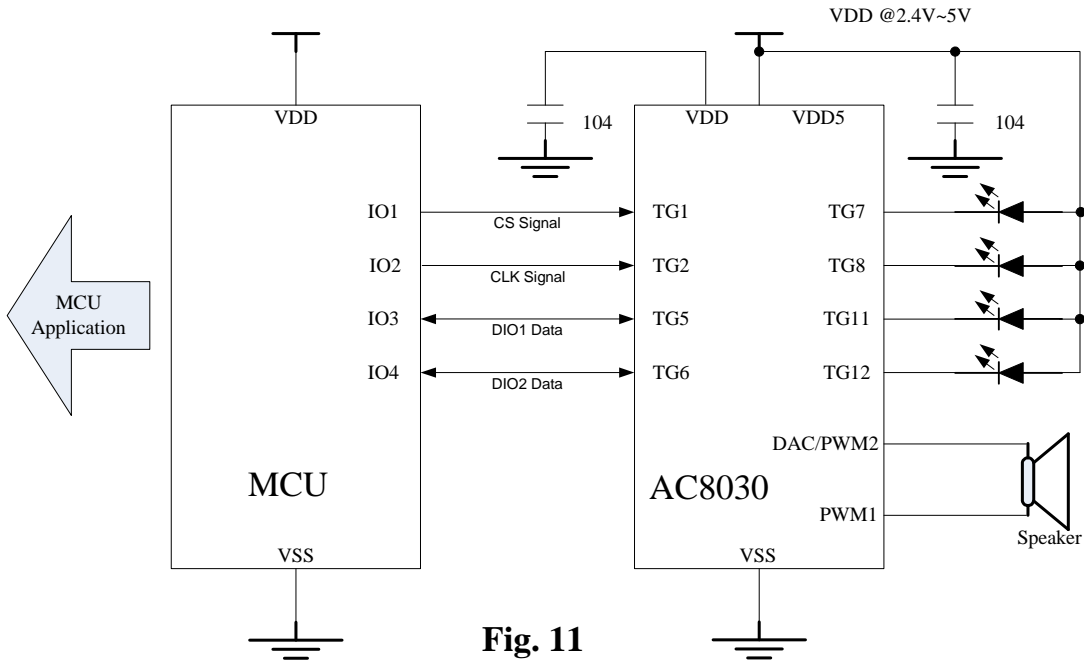 VDD @2.4V~5V
104
104
VDD
VDD
VDD5
IO1
CS Signal
TG1
TG7
IO2
CLK Signal
TG2
TG8
MCU
Application
IO3
DIO1 Data
TG5
TG11
IO4
DIO2 Data
TG6
TG12
DAC/PWM2
MCU
AC8030
PWM1
Speaker
VSS
VSS
Fig. 11